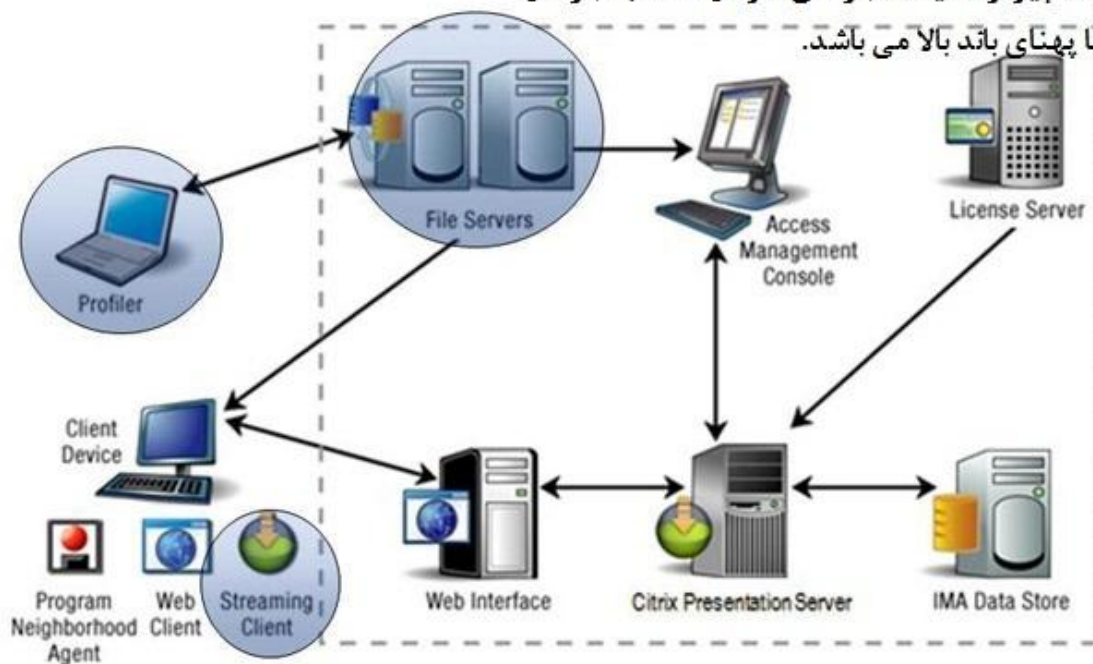 پهنای باند بالا می باشد.
File Servers
Access
Management
Console
License Server
Profiler
Client
Device
Program
Neighborhood
Agent
Web
Client
Streaming
Client
Web Interface
Citrix Presentation Server
IMA Data Store